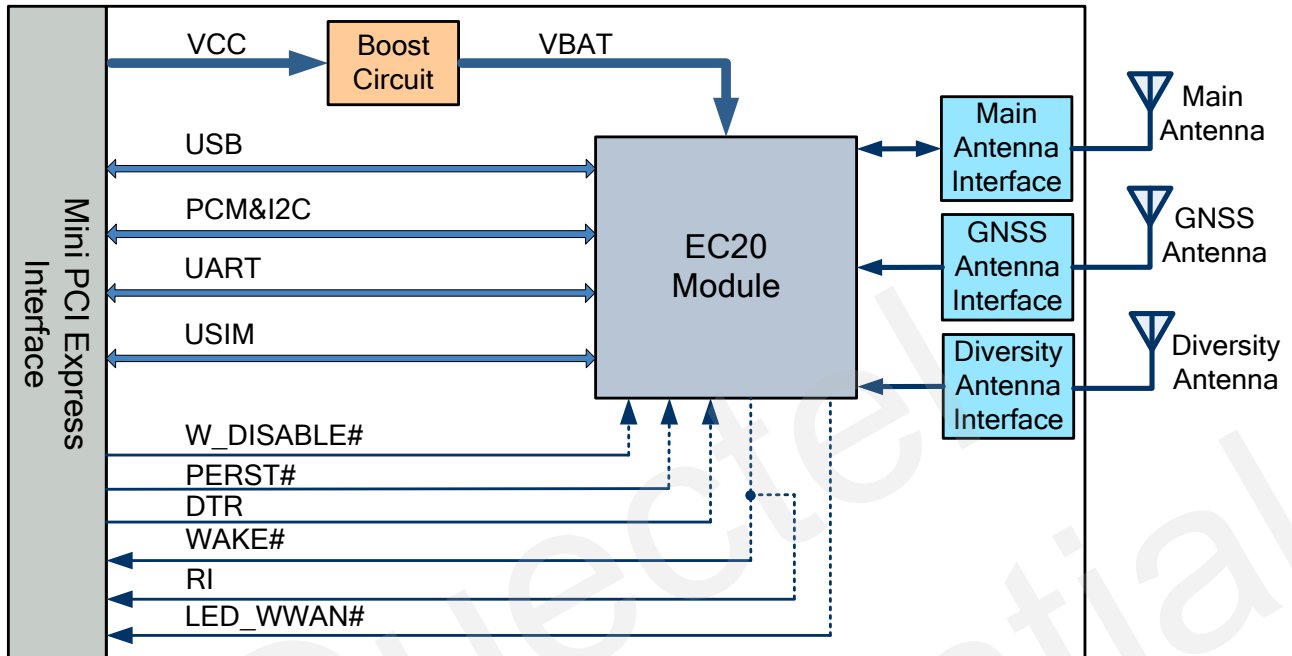 VCC
Boost
Circuit
VBAT
Main
Antenna
Interface
Main
Antenna
USB
PCM&I2C
UART
USIM
EC20
Module
GNSS
Antenna
Interface
GNSS
Antenna
Diversity
Antenna
Interface
Diversity
Antenna
Mini PCI Express
Interface
W_DISABLE#
PERST#
DTR
WAKE#
RI
LED_WWAN#
Quectel